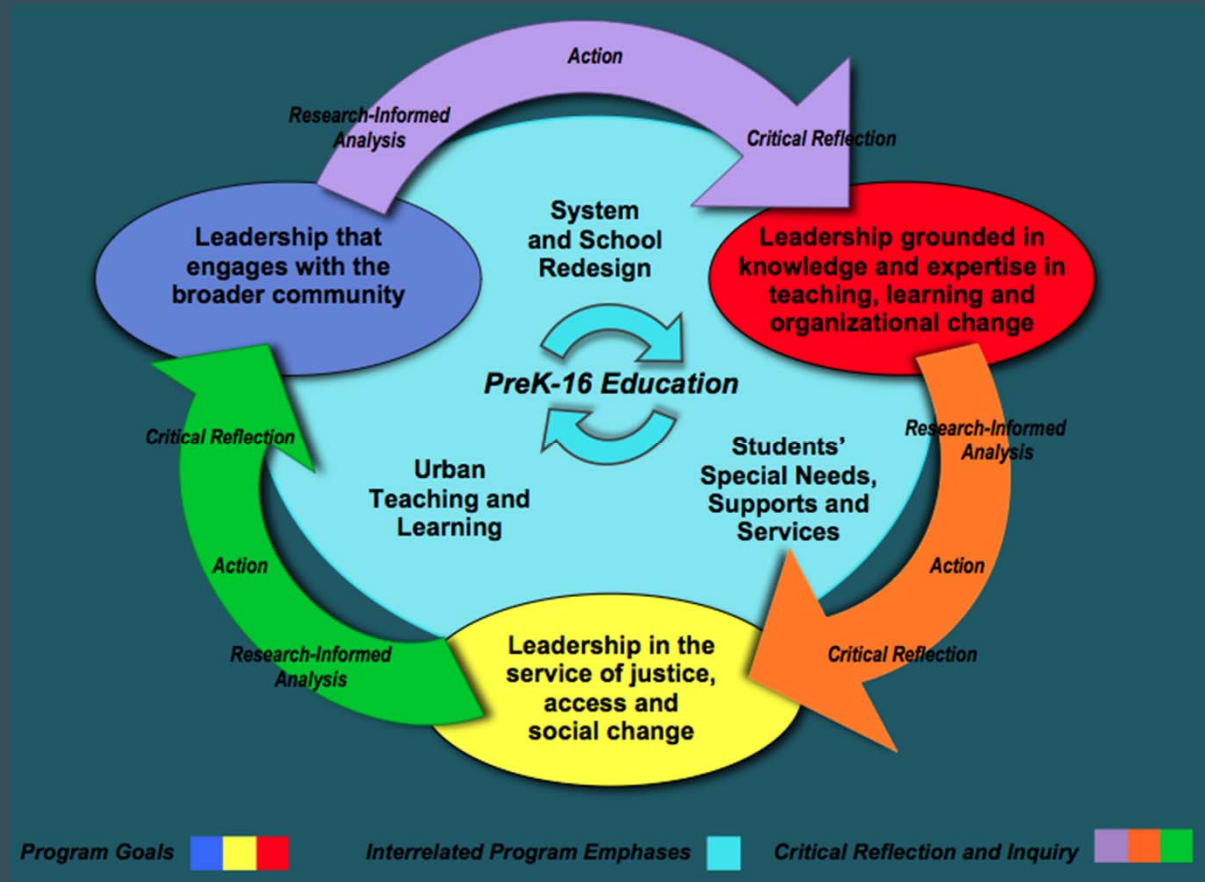 Action
Research-Informed
Analysis
Critical Reflection
System
and School
Redesign
Leadership that
engages with the
broader community
Leadership grounded in
knowledge and expertise in
teaching, learning and
organizational change
PreK-16 Education
Critical Reflection
Research-Informed
Analysis
Urban
Teaching and
Learning
Students’
Special Needs,
Supports and
Services
Action
Action
Research-Informed
Analysis
Leadership in the
service of justice,
access and
social change
Critical Reflection
Program Goals
Interrelated Program Emphases
Critical Reflection and Inquiry